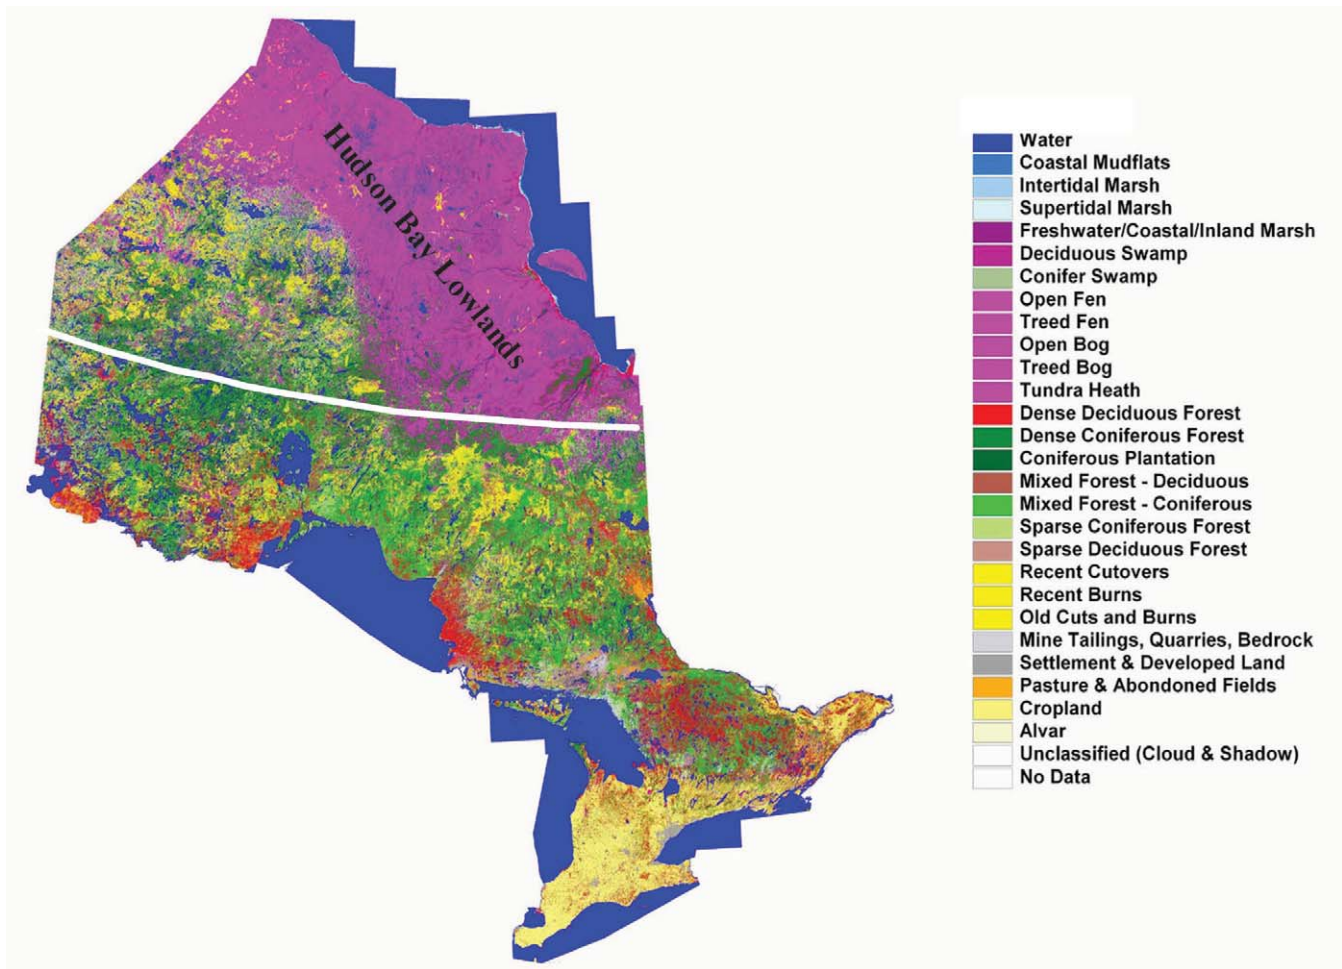 Hudson Bay Lowlands
Water
Coastal Mudflats
Intertidal Marsh
Supertidal Marsh
Freshwater/Coastal/Inland Marsh
Deciduous Swamp
Conifer Swamp
Open Fen
Treed Fen
Open Bog
Treed Bog
Tundra Heath
Dense Deciduous Forest
Dense Coniferous Forest
Coniferous Plantation
Mixed Forest - Deciduous
Mixed Forest - Coniferous
Sparse Coniferous Forest
Sparse Deciduous Forest
Recent Cutovers
Recent Burns
Old Cuts and Burns
Mine Tailings, Quarries, Bedrock
Settlement & Developed Land
Pasture & Abondoned Fields
Cropland
Alvar
Unclassified (Cloud & Shadow)
No Data